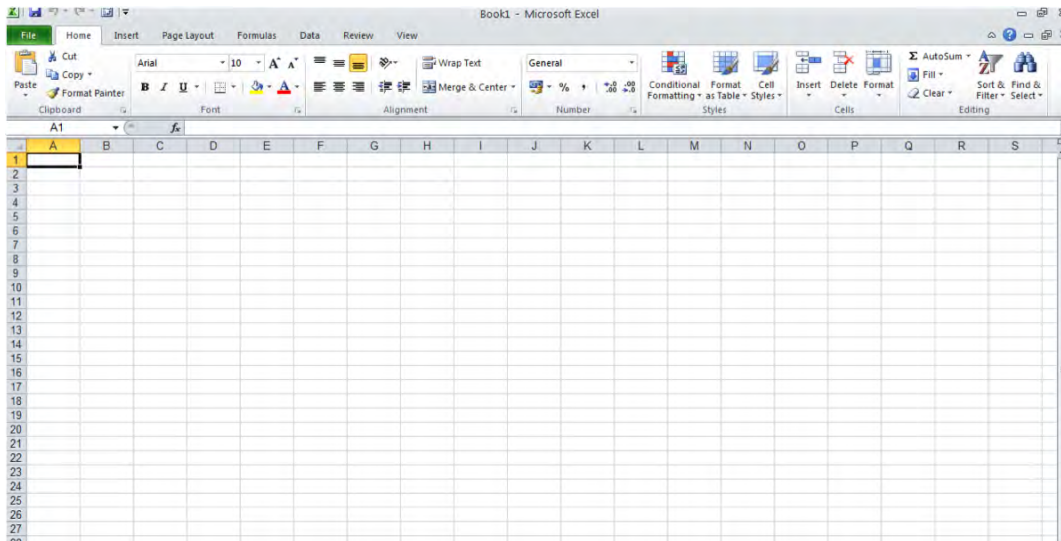 Book1 - Microsoft Excel
File Home Insert Page Layout Formulas Data Review View
Cut
Copy
Format Painter
Paste
Clipboard
Arial 10
B I U
Font
Wrap Text
Merge & Center
Alignment
General
% ,
Number
Conditional Formatting
Format as Table
Cell Styles
Styles
Insert Delete Format
Cells
Σ AutoSum
Fill
Clear
Sort & Filter
Find & Select
Editing
A1 fx
A B C D E F G H I J K L M N O P Q R S
1
2
3
4
5
6
7
8
9
10
11
12
13
14
15
16
17
18
19
20
21
22
23
24
25
26
27